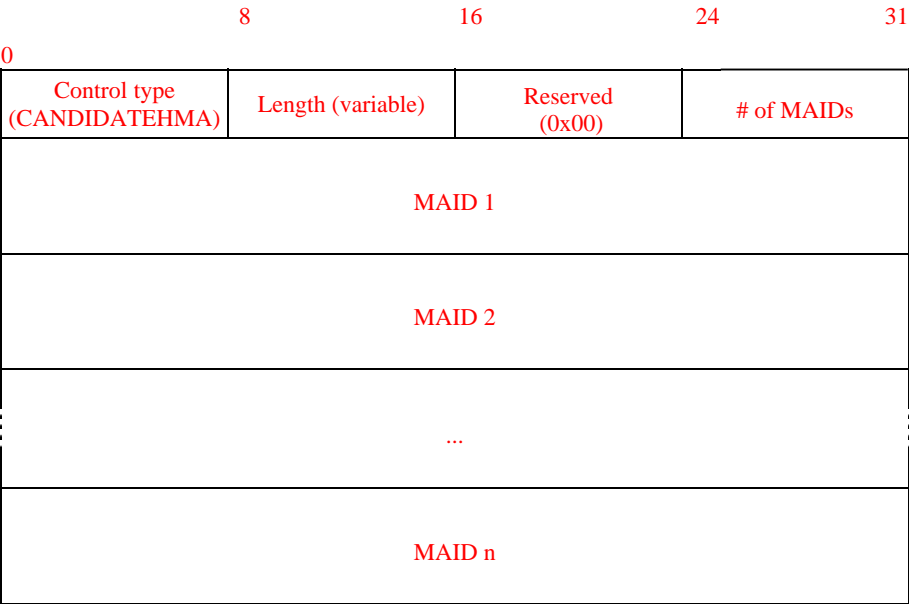 8 16 24 31
0
Control type
(CANDIDATEHMA)
Length (variable)
Reserved
(0x00)
# of MAIDs
MAID 1
MAID 2
...
MAID n